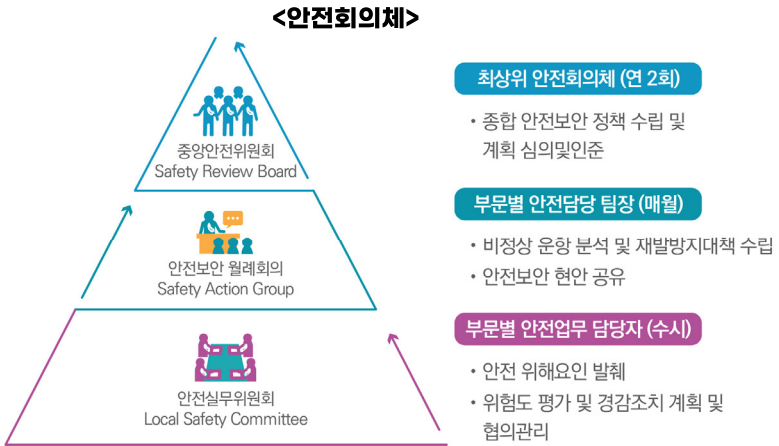 <안전회의체>
중앙안전위원회
Safety Review Board
최상위 안전회의체 (연 2회)
• 종합 안전보안 정책 수립 및
계획 심의및인준
안전보안 월례회의
Safety Action Group
부문별 안전담당 팀장 (매월)
• 비정상 운항 분석 및 재발방지대책 수립
• 안전보안 현안 공유
안전실무위원회
Local Safety Committee
부문별 안전업무 담당자 (수시)
• 안전 위해요인 발췌
• 위험도 평가 및 경감조치 계획 및
협의관리